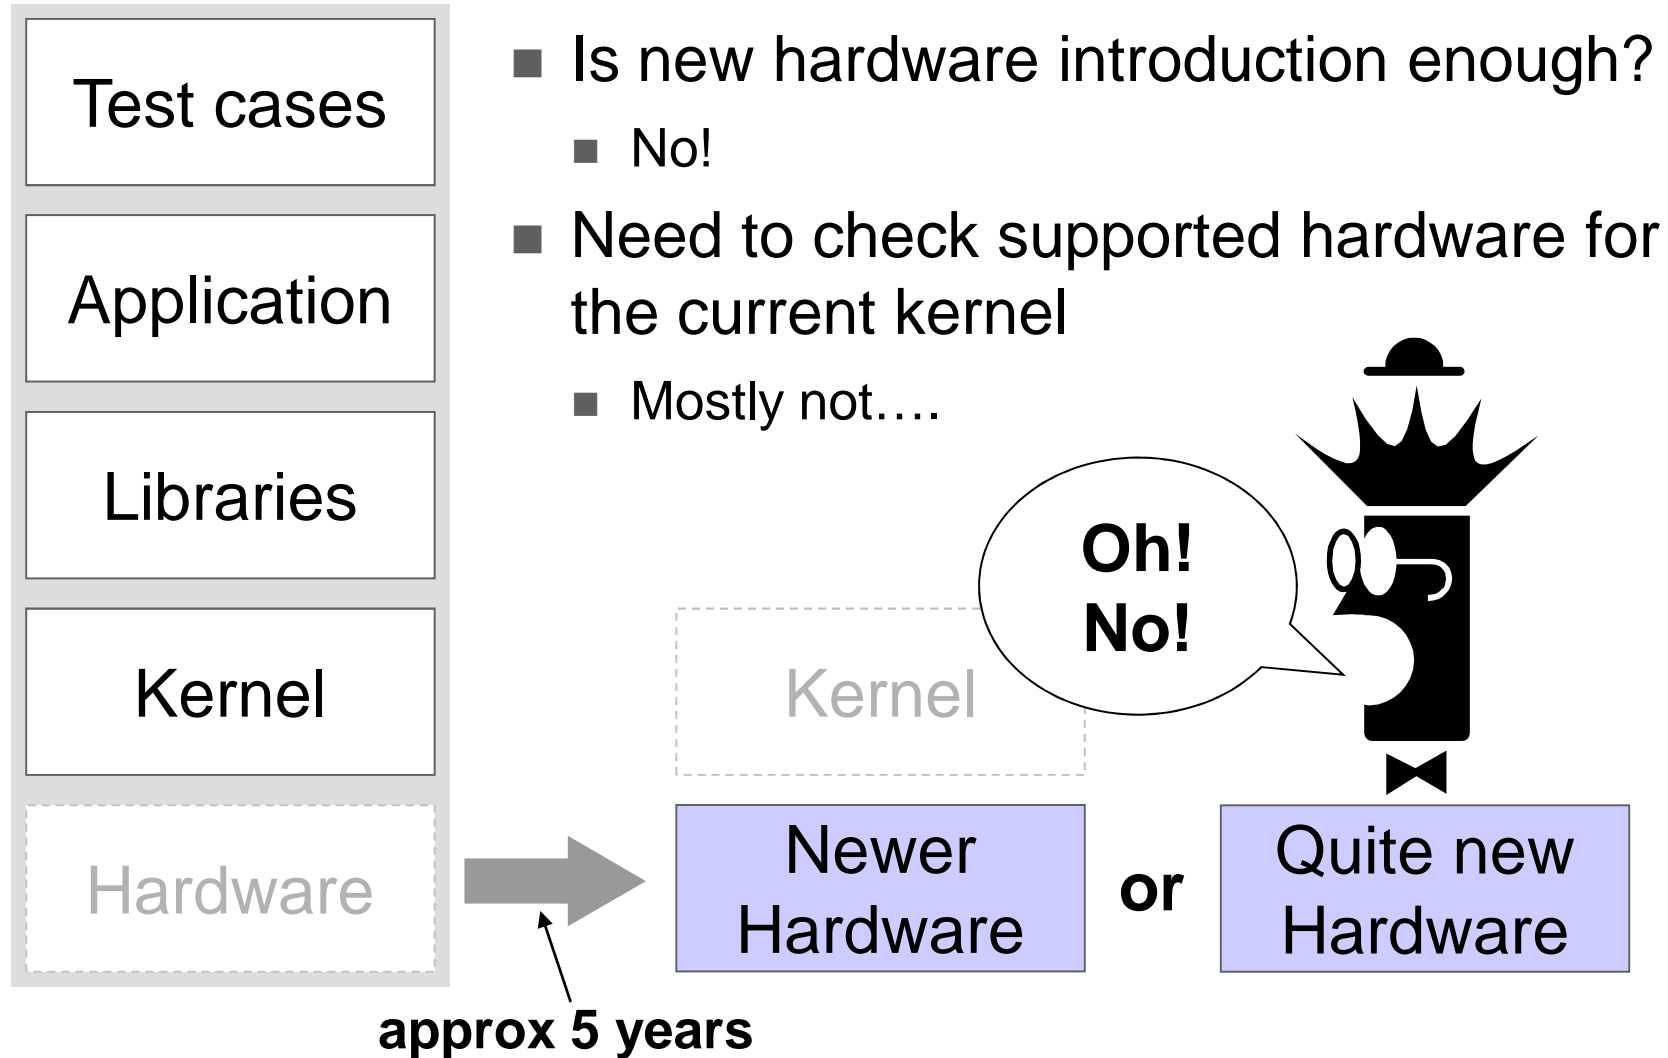 Test cases
Application
Libraries
Kernel
Hardware
■ Is new hardware introduction enough?
■ No!
■ Need to check supported hardware for
the current kernel
■ Mostly not….
Oh!
No!
Kernel
Newer
Hardware
or
Quite new
Hardware
approx 5 years